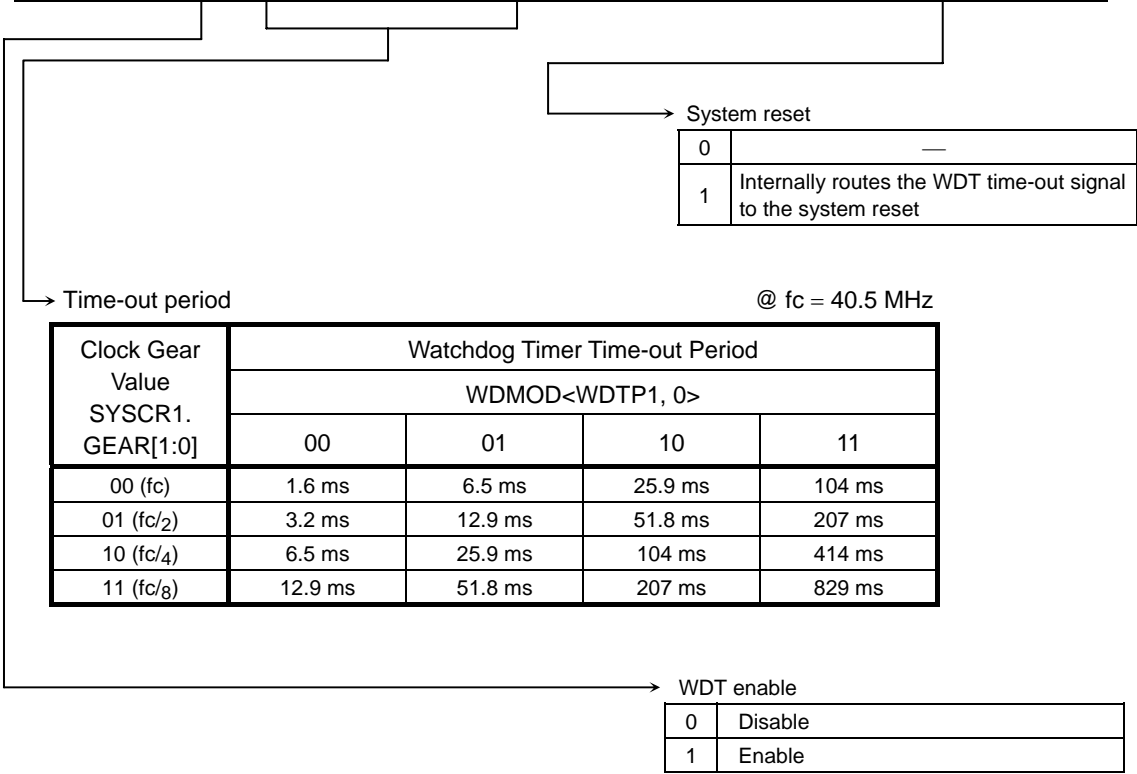 System reset
0 —
1 Internally routes the WDT time-out signal
to the system reset
Time-out period @ fc = 40.5 MHz
Clock Gear
Value
SYSCR1.
GEAR[1:0]
Watchdog Timer Time-out Period
WDMOD<WDTP1, 0>
00 01 10 11
00 (fc) 1.6 ms 6.5 ms 25.9 ms 104 ms
01 (fc/2) 3.2 ms 12.9 ms 51.8 ms 207 ms
10 (fc/4) 6.5 ms 25.9 ms 104 ms 414 ms
11 (fc/8) 12.9 ms 51.8 ms 207 ms 829 ms
WDT enable
0 Disable
1 Enable